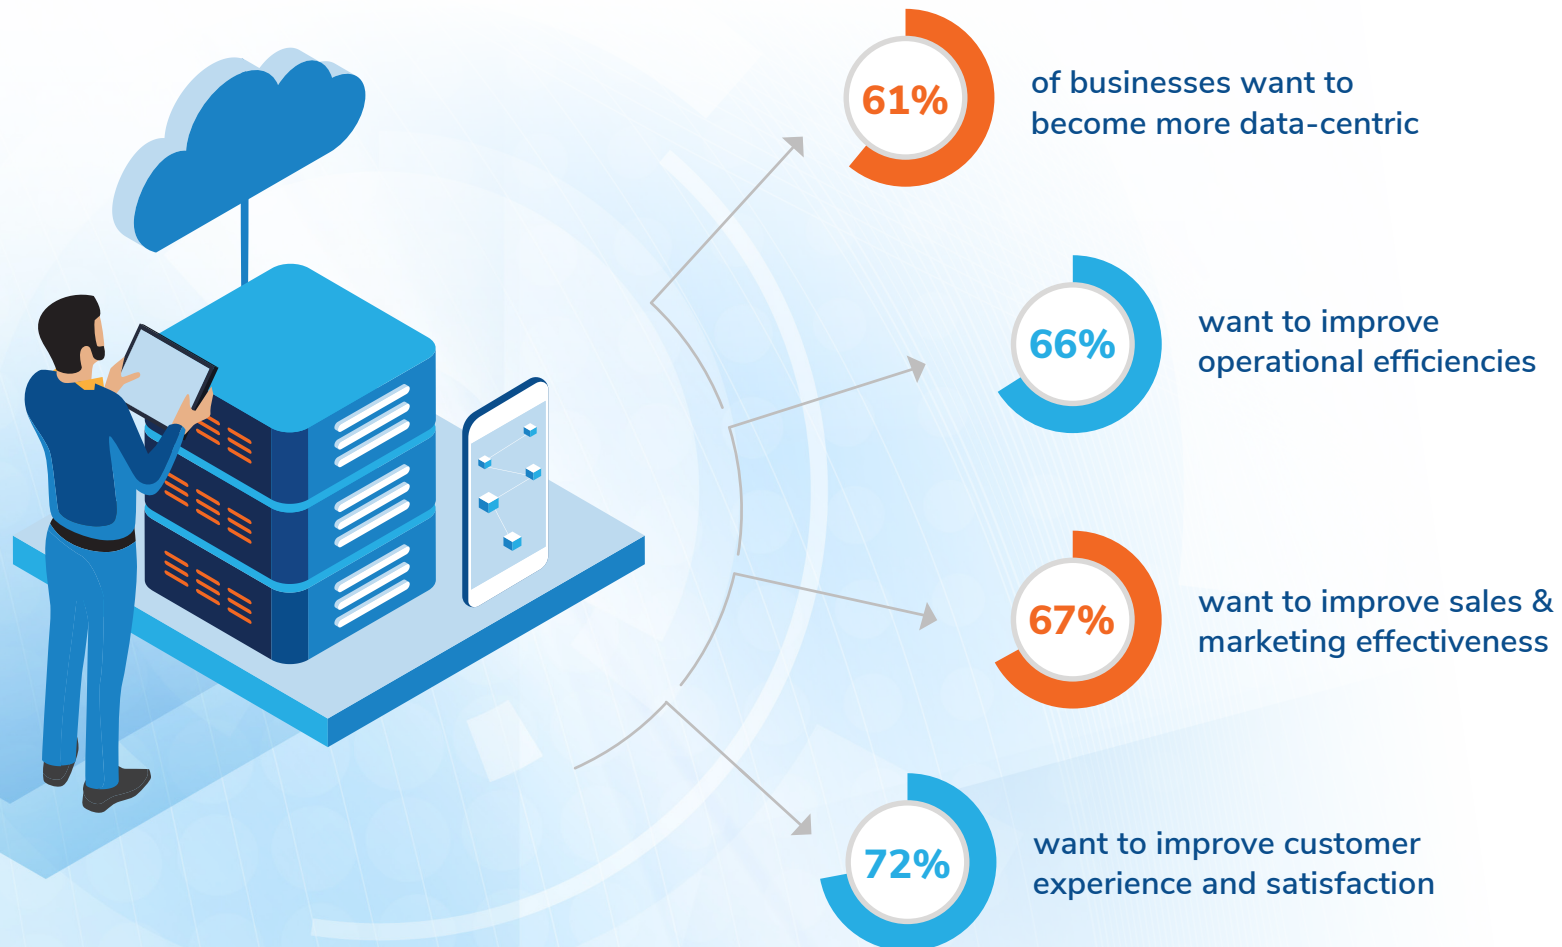 61%
of businesses want to
become more data-centric
66%
want to improve
operational efficiencies
67%
want to improve sales &
marketing effectiveness
72%
want to improve customer
experience and satisfaction